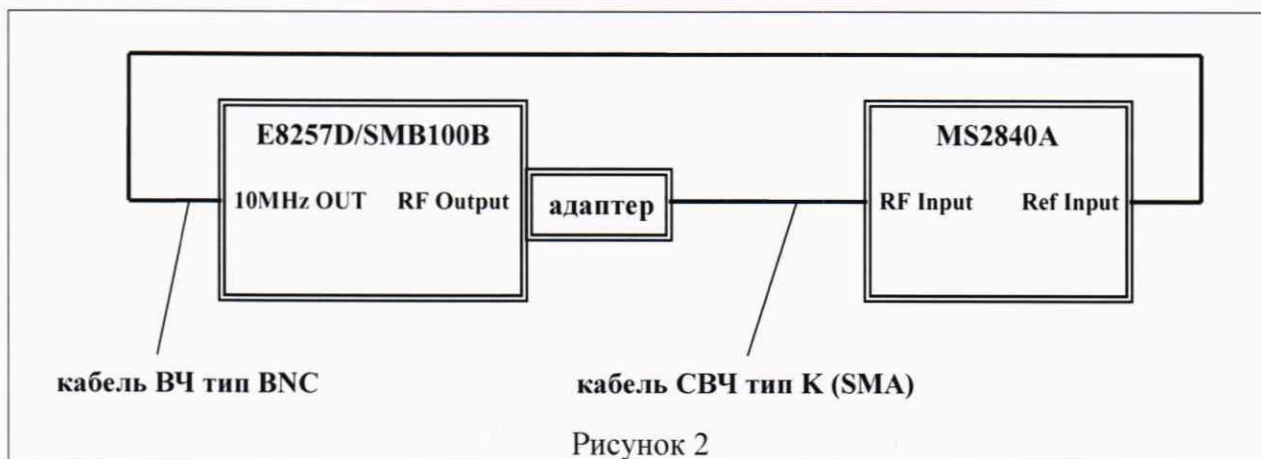 E8257D/SMB100B
MS2840A
10MHz OUT RF Output
адаптер
RF Input Ref Input
кабель ВЧ тип BNC
кабель СВЧ тип K (SMA)
Рисунок 2